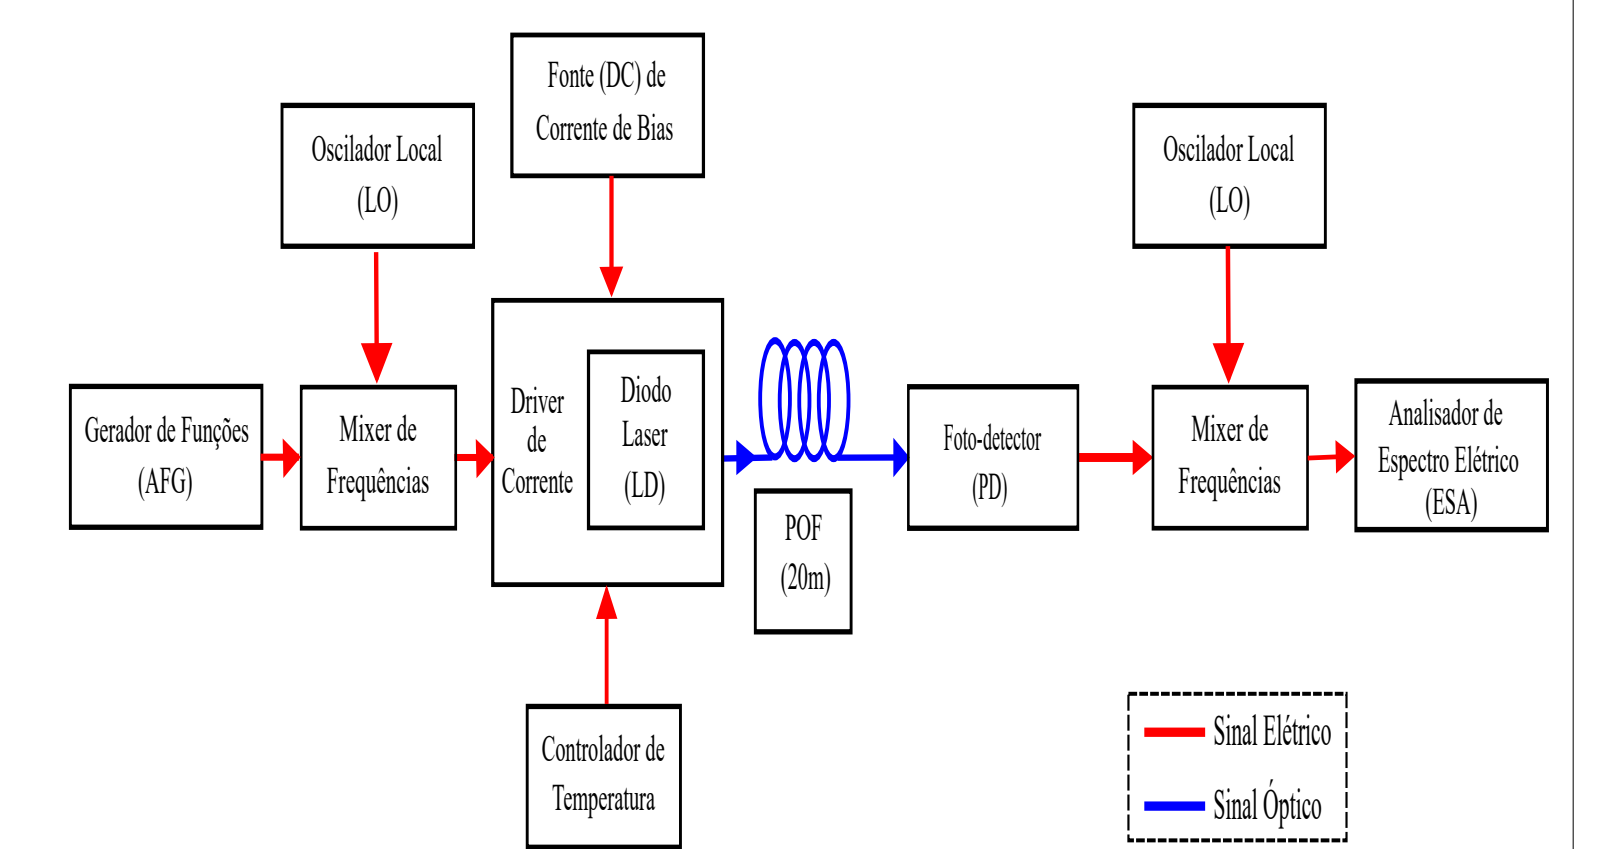 Fonte (DC) de
Corrente de Bias
Oscilador Local
(LO)
Oscilador Local
(LO)
Gerador de Funções
(AFG)
Mixer de
Frequências
Driver
de
Corrente
Diodo
Laser
(LD)
POF
(20m)
Foto-detector
(PD)
Mixer de
Frequências
Analisador de
Espectro Elétrico
(ESA)
Controlador de
Temperatura
Sinal Elétrico
Sinal Óptico